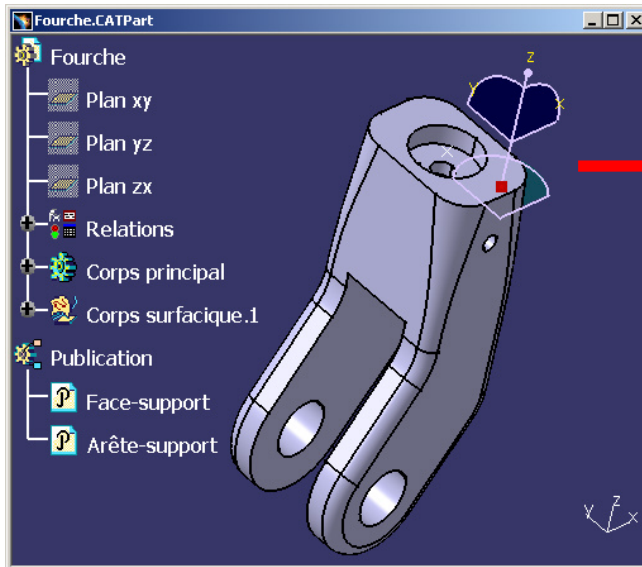 Fourche.CATPart
Fourche
Plan xy
Plan yz
Plan zx
Relations
Corps principal
Corps surfacique.1
Publication
Face-support
Arête-support
z
y
x
z
y
x